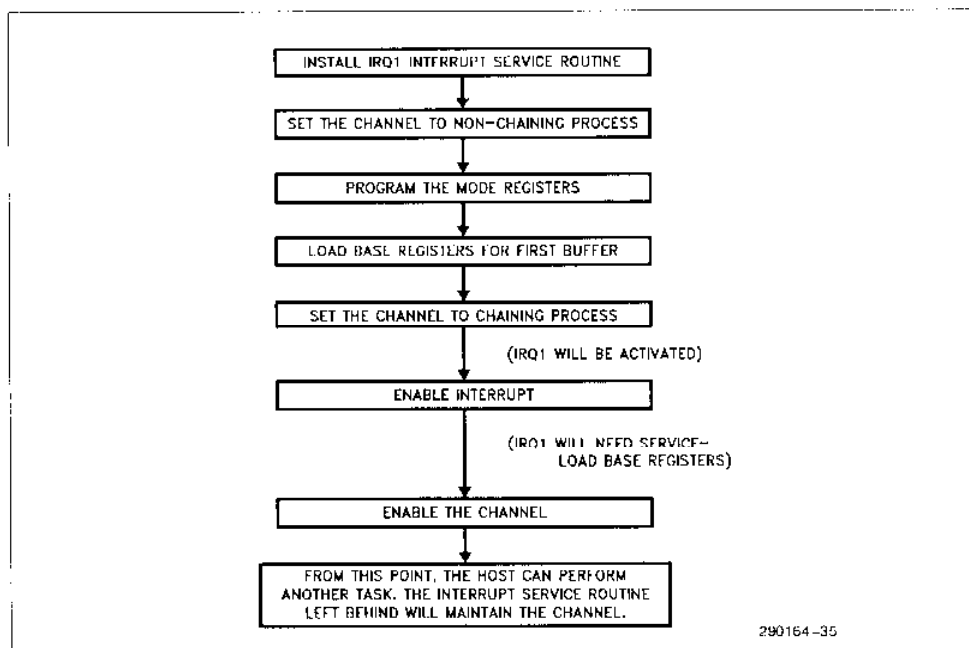 INSTALL IRQ1 INTERRUPT SERVICE ROUTINE
SET THE CHANNEL TO NON-CHAINING PROCESS
PROGRAM THE MODE REGISTERS
LOAD BASE REGISTERS FOR FIRST BUFFER
SET THE CHANNEL TO CHAINING PROCESS
(IRQ1 WILL BE ACTIVATED)
ENABLE INTERRUPT
(IRQ1 WILL NEED SERVICE-
LOAD BASE REGISTERS)
ENABLE THE CHANNEL
FROM THIS POINT, THE HOST CAN PERFORM
ANOTHER TASK. THE INTERRUPT SERVICE ROUTINE
LEFT BEHIND WILL MAINTAIN THE CHANNEL.
290164-35